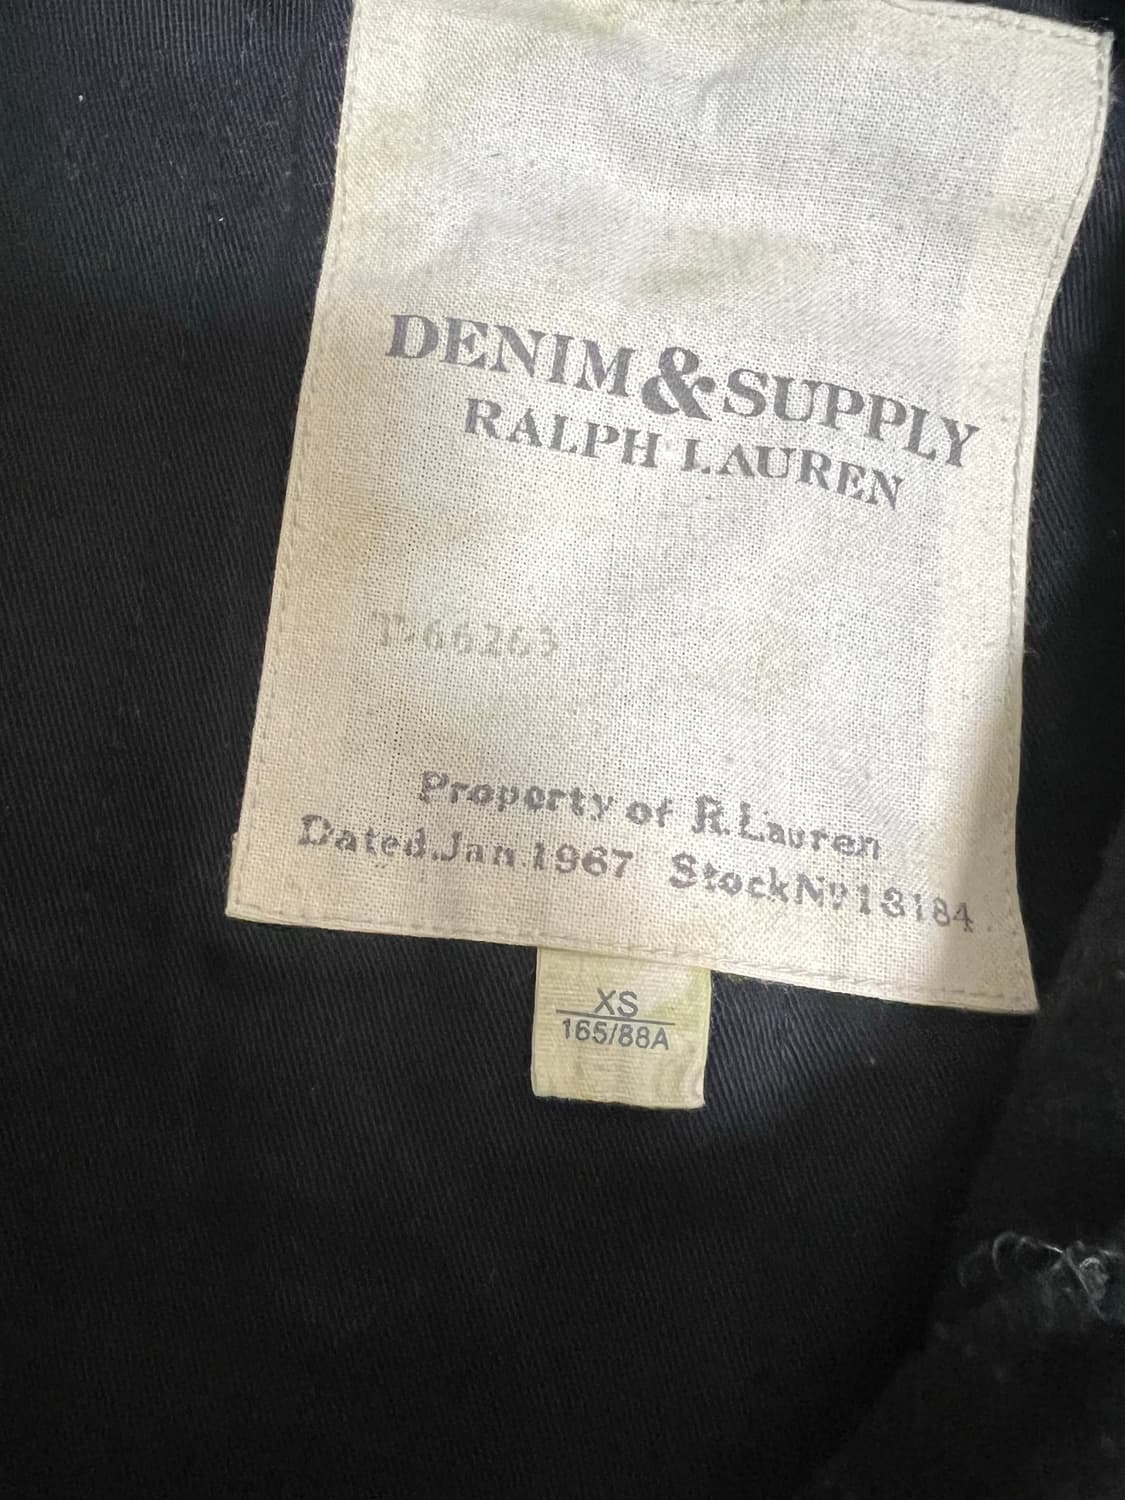 DENIM & SUPPLY
RALPH LAUREN
T-66263
Property of R. Lauren
Dated. Jan. 1967 Stock No 13184
XS
165/88A